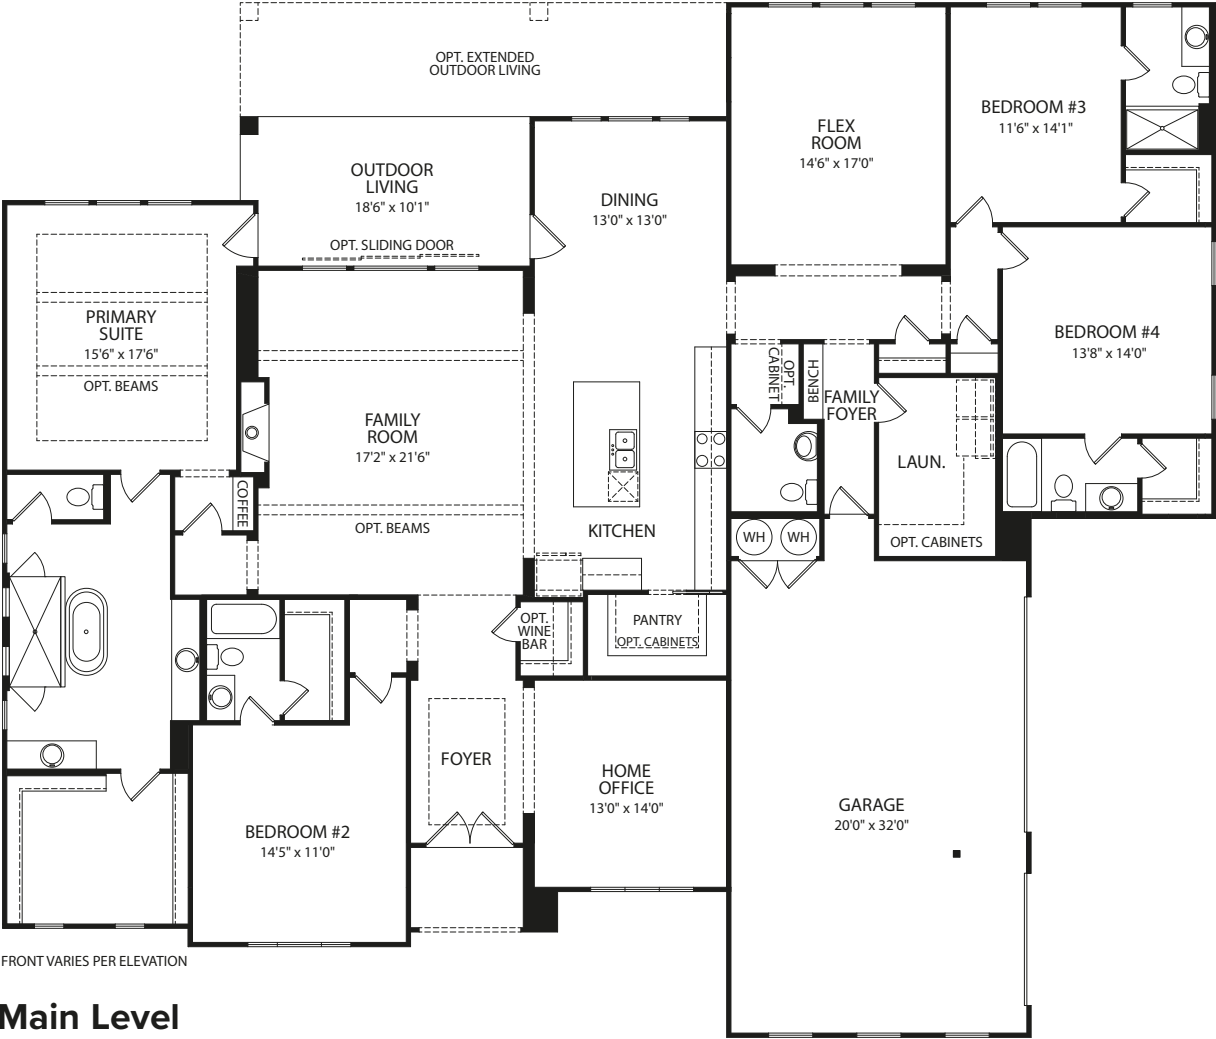 OPT. EXTENDED
OUTDOOR LIVING
BEDROOM #3
11'6" x 14'1"
FLEX
ROOM
14'6" x 17'0"
OUTDOOR
LIVING
18'6" x 10'1"
DINING
13'0" x 13'0"
OPT. SLIDING DOOR
PRIMARY
SUITE
15'6" x 17'6"
OPT. BEAMS
BEDROOM #4
13'8" x 14'0"
OPT.
CABINET
BENCH
FAMILY
FOYER
FAMILY
ROOM
17'2" x 21'6"
LAUN.
COFFEE
OPT. BEAMS
KITCHEN
WH
WH
OPT. CABINETS
OPT.
WINE
BAR
PANTRY
OPT. CABINETS
FOYER
HOME
OFFICE
13'0" x 14'0"
GARAGE
20'0" x 32'0"
BEDROOM #2
14'5" x 11'0"
FRONT VARIES PER ELEVATION
Main Level